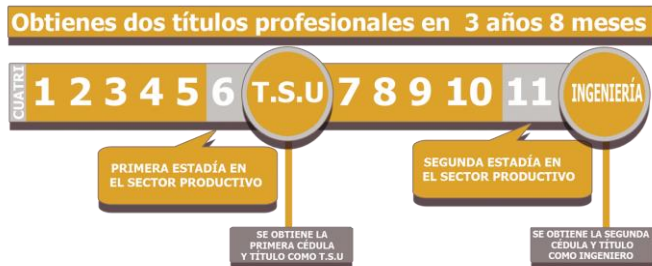 Obtienes dos títulos profesionales en 3 años 8 meses
CUATRI 1 2 3 4 5 6 T.S.U 7 8 9 10 11 INGENIERÍA
PRIMERA ESTADÍA EN
EL SECTOR PRODUCTIVO
SEGUNDA ESTADÍA EN
EL SECTOR PRODUCTIVO
SE OBTIENE LA
PRIMERA CÉDULA
Y TÍTULO COMO T.S.U
SE OBTIENE LA SEGUNDA
CÉDULA Y TÍTULO
COMO INGENIERO